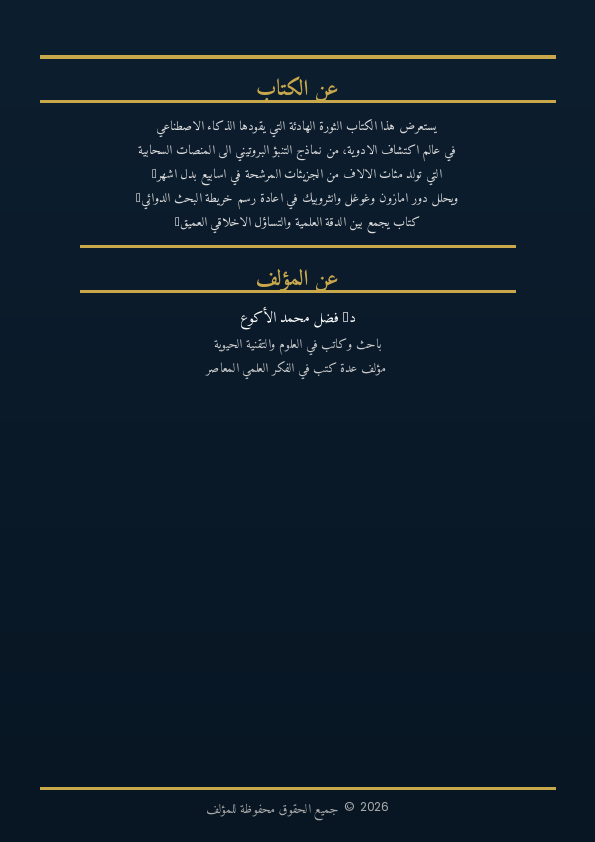 عن الكتاب
يستعرض هذا الكتاب الثورة الهادئة التي يقودها الذكاء الاصطناعي
في عالم اكتشاف الادوية، من نماذج التنبؤ البروتيني الى المنصات السحابية
التي تولد مئات الالاف من الجزيئات المرشحة في اسابيع بدل اشهر▯
ويحلل دور امازون وغوغل وانثروبيك في اعادة رسم خريطة البحث الدوائي▯
كتاب يجمع بين الدقة العلمية والتساؤل الاخلاقي العميق▯
عن المؤلف
د▯ فضل محمد الأكوع
باحث وكاتب في العلوم والتقنية الحيوية
مؤلف عدة كتب في الفكر العلمي المعاصر
جميع الحقوق محفوظة للمؤلف © 2026